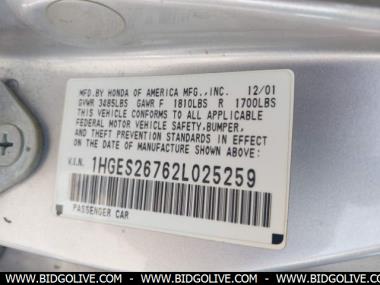 MFD. BY HONDA OF AMERICA MFG., INC. 12/01
GVWR 3485LBS GAWR F 1810LBS R 1700LBS
THIS VEHICLE CONFORMS TO ALL APPLICABLE
FEDERAL MOTOR VEHICLE SAFETY, BUMPER,
AND THEFT PREVENTION STANDARDS IN EFFECT
ON THE DATE OF MANUFACTURE SHOWN ABOVE.
V.I.N. 1HGES26762L025259
PASSENGER CAR
WWW.BIDGOLIVE.COM - WWW.BIDGOLIVE.COM - WWW.BIDGOLIVE.COM